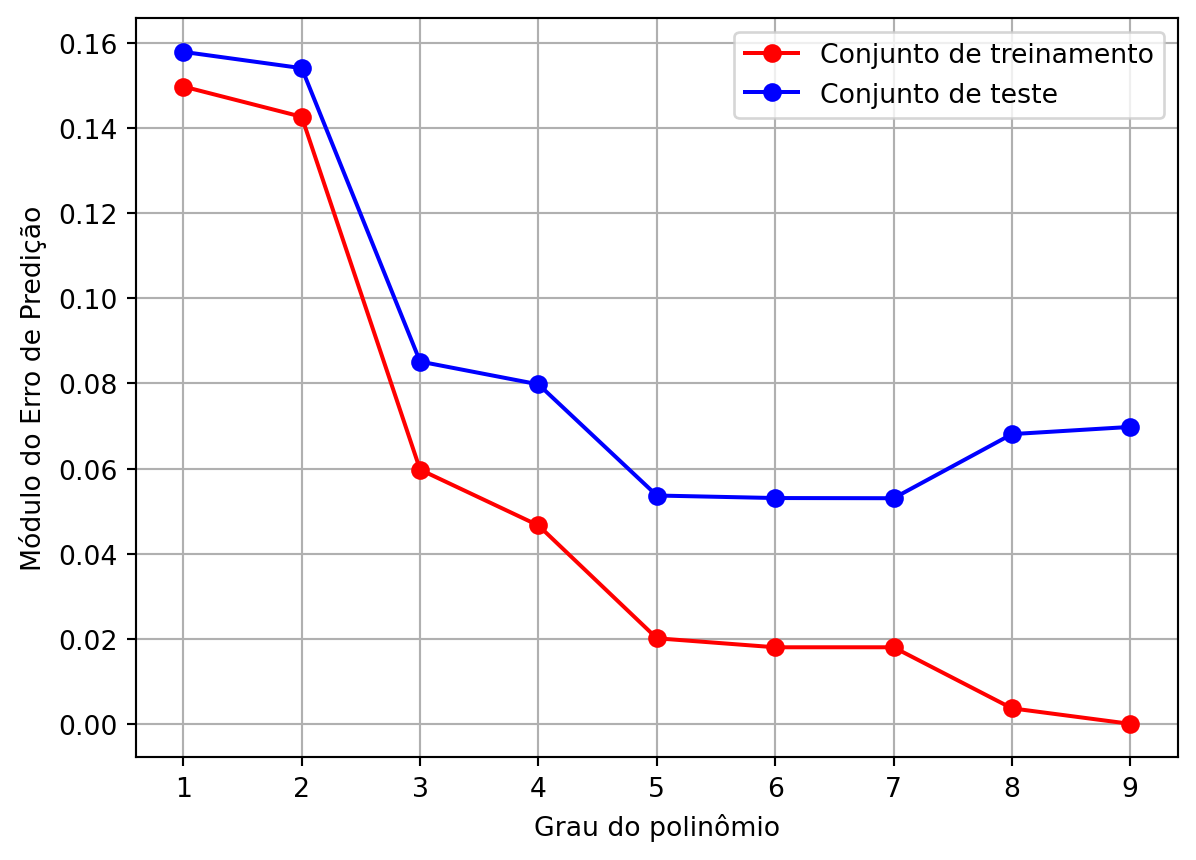 Conjunto de treinamento
Conjunto de teste
Módulo do Erro de Predição
0.16
0.14
0.12
0.10
0.08
0.06
0.04
0.02
0.00
1 2 3 4 5 6 7 8 9
Grau do polinômio